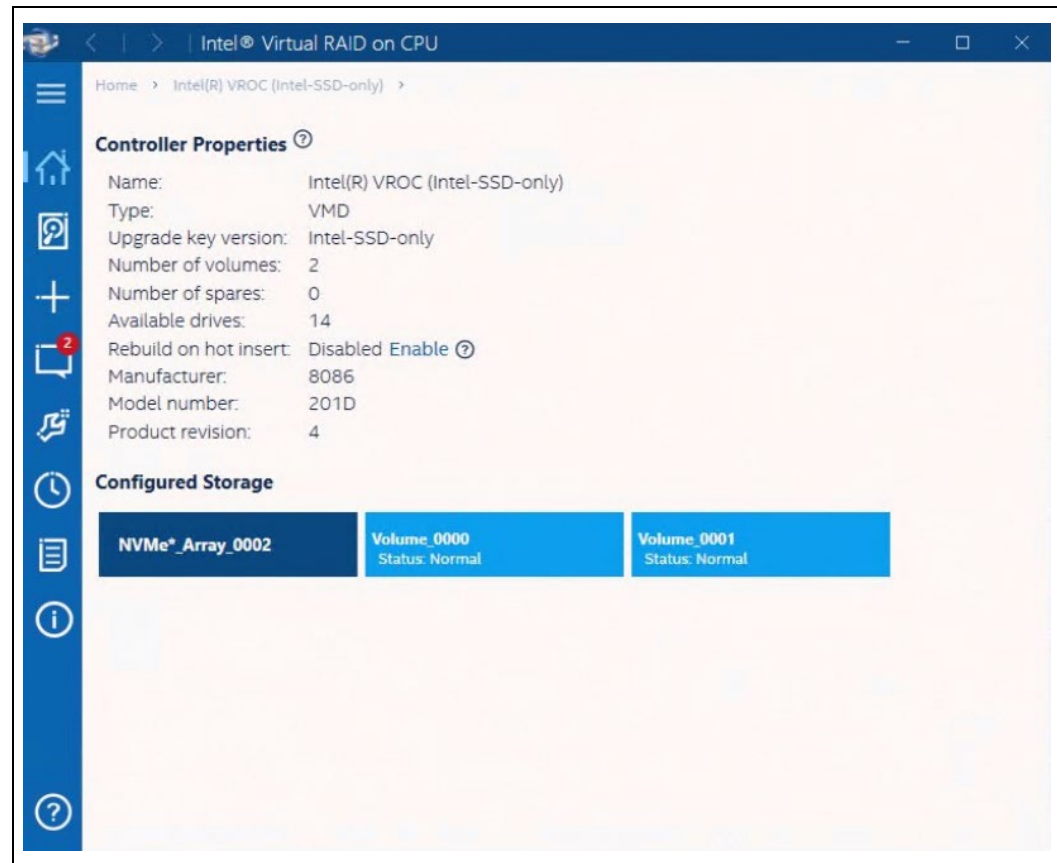 Intel® Virtual RAID on CPU
Home > Intel(R) VROC (Intel-SSD-only) >
Controller Properties ?
Name: Intel(R) VROC (Intel-SSD-only)
Type: VMD
Upgrade key version: Intel-SSD-only
Number of volumes: 2
Number of spares: 0
Available drives: 14
Rebuild on hot insert: Disabled Enable ?
Manufacturer: 8086
Model number: 201D
Product revision: 4
2
Configured Storage
NVMe*_Array_0002
Volume_0000
Status: Normal
Volume_0001
Status: Normal